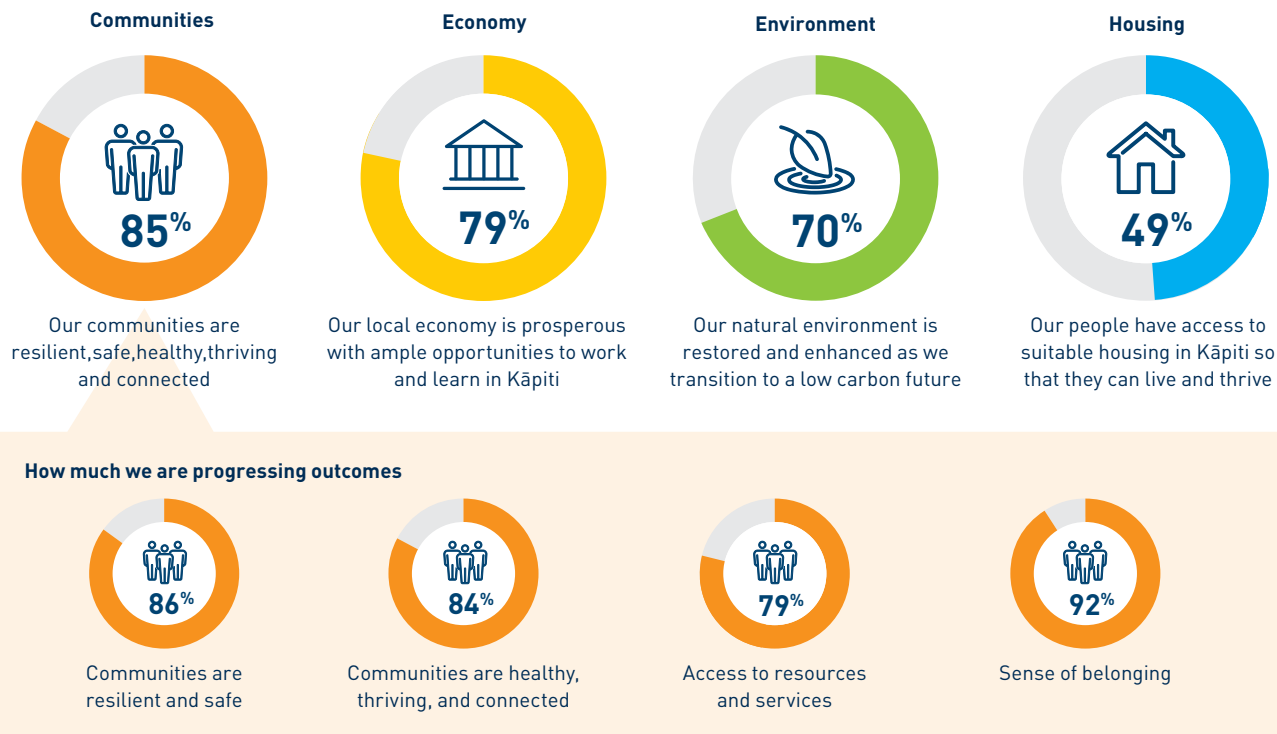 Communities
85%
Our communities are
resilient,safe,healthy,thriving
and connected
Economy
79%
Our local economy is prosperous
with ample opportunities to work
and learn in Kāpiti
Environment
70%
Our natural environment is
restored and enhanced as we
transition to a low carbon future
Housing
49%
Our people have access to
suitable housing in Kāpiti so
that they can live and thrive
How much we are progressing outcomes
86%
Communities are
resilient and safe
84%
Communities are healthy,
thriving, and connected
79%
Access to resources
and services
92%
Sense of belonging